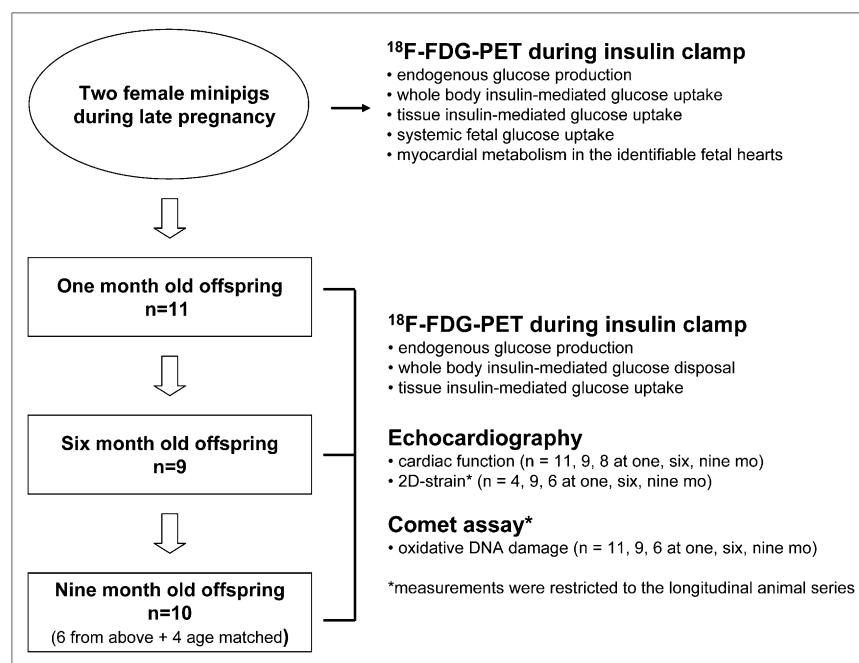 Two female minipigs
during late pregnancy
18F-FDG-PET during insulin clamp
• endogenous glucose production
• whole body insulin-mediated glucose uptake
• tissue insulin-mediated glucose uptake
• systemic fetal glucose uptake
• myocardial metabolism in the identifiable fetal hearts
One month old offspring
n=11
Six month old offspring
n=9
Nine month old offspring
n=10
(6 from above + 4 age matched)
18F-FDG-PET during insulin clamp
• endogenous glucose production
• whole body insulin-mediated glucose disposal
• tissue insulin-mediated glucose uptake
Echocardiography
• cardiac function (n = 11, 9, 8 at one, six, nine mo)
• 2D-strain* (n = 4, 9, 6 at one, six, nine mo)
Comet assay*
• oxidative DNA damage (n = 11, 9, 6 at one, six, nine mo)
*measurements were restricted to the longitudinal animal series